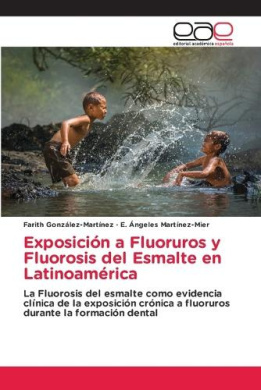 eae
editorial académica española
Farith González-Martínez - E. Ángeles Martínez-Mier
Exposición a Fluoruros y
Fluorosis del Esmalte en
Latinoamérica
La Fluorosis del esmalte como evidencia
clínica de la exposición crónica a fluoruros
durante la formación dental